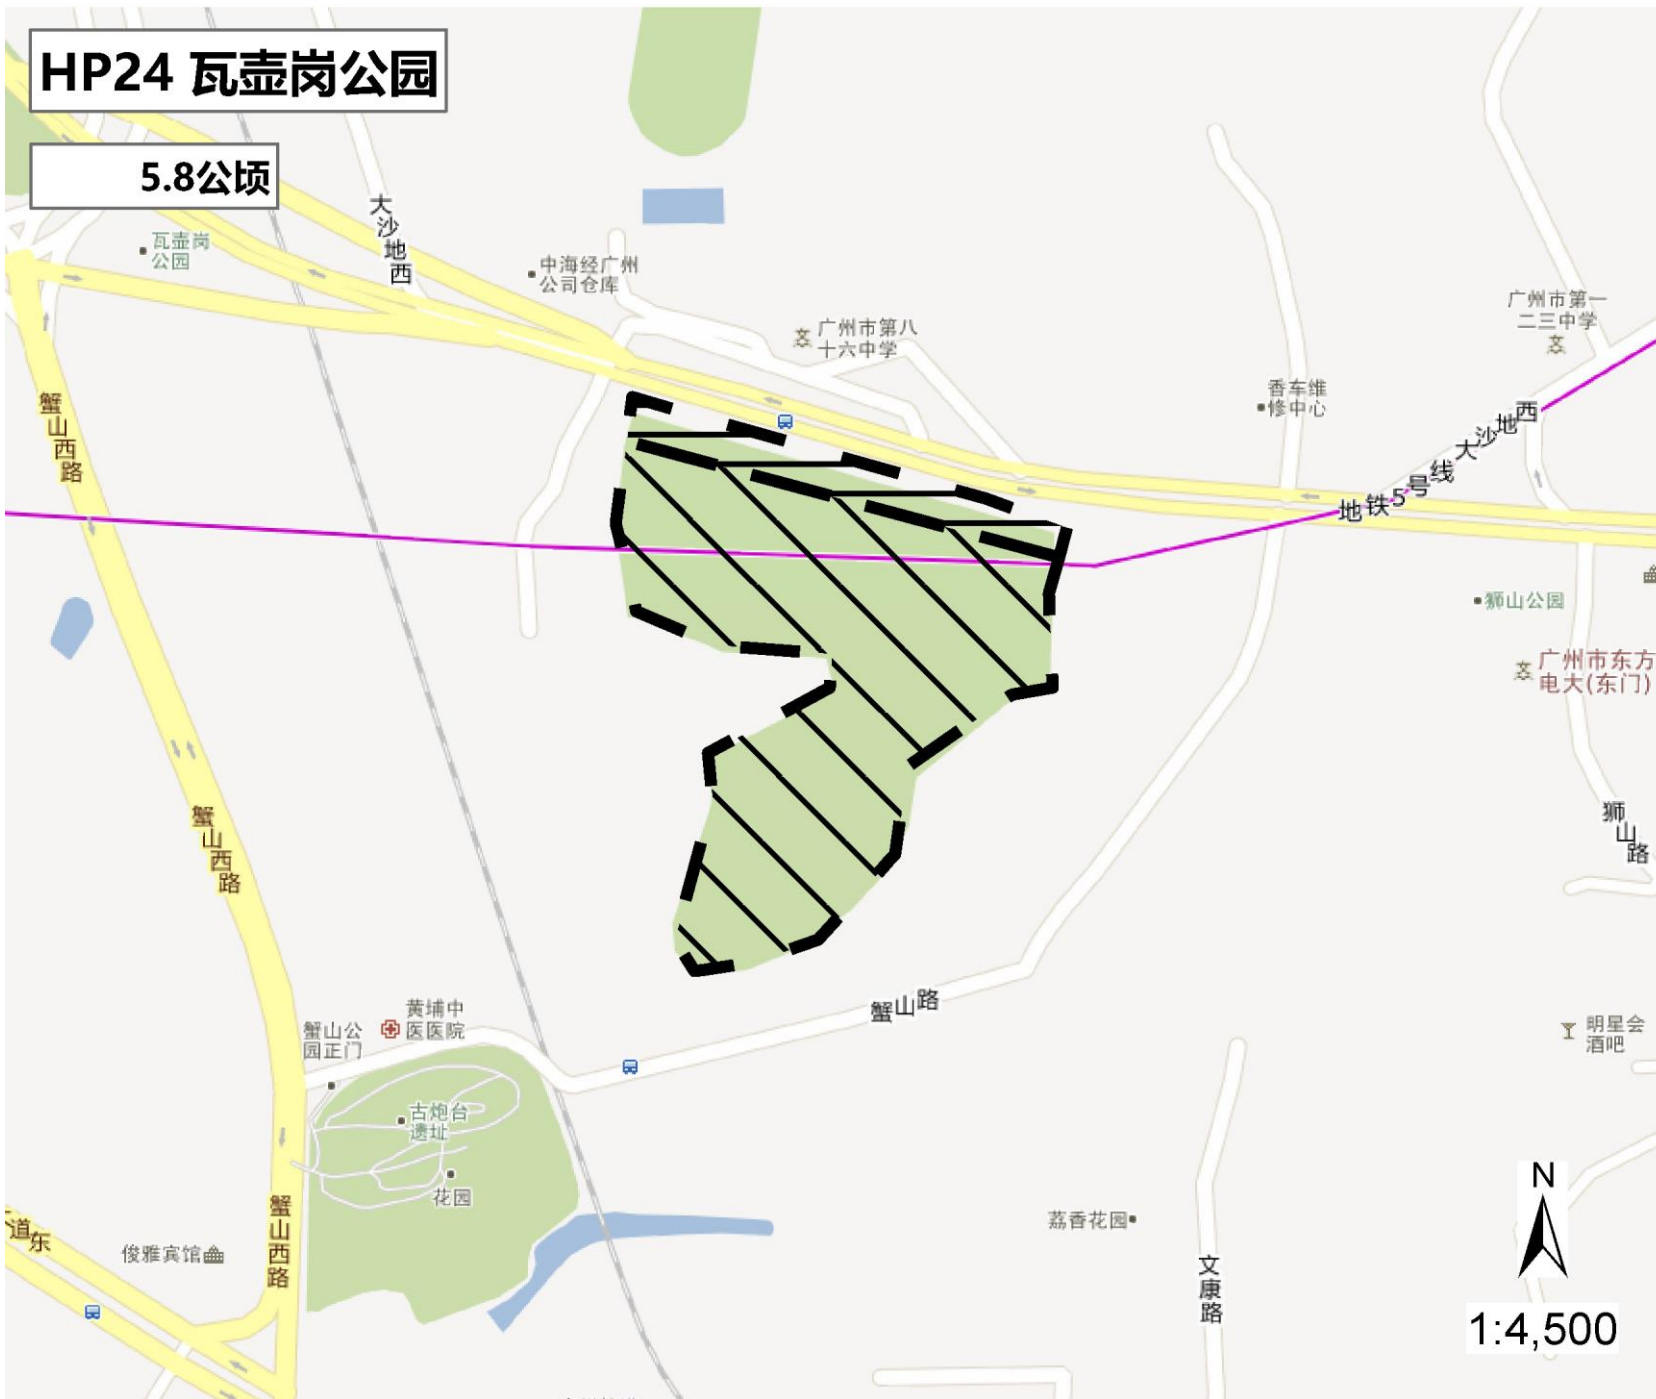 HP24 瓦壶岗公园
5.8公顷
大沙地西
瓦壶岗
公园
中海经广州
公司仓库
广州市第八
十六中学
广州市第一
二三中学
香车维
修中心
大沙地西
地铁5号线
蟹山西路
狮山公园
广州市东方
电大(东门)
狮山路
蟹山西路
蟹山路
黄埔中
医医院
蟹山公
园正门
明星会
酒吧
古炮台
遗址
花园
蟹山西路
荔香花园
道东
俊雅宾馆
文康路
N
1:4,500